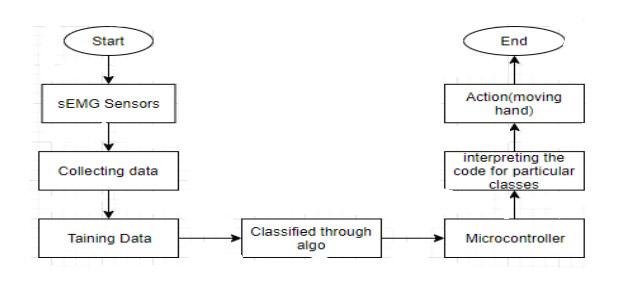 Start
sEMG Sensors
Collecting data
Taining Data
Classified through
algo
Microcontroller
interpreting the
code for particular
classes
Action(moving
hand)
End